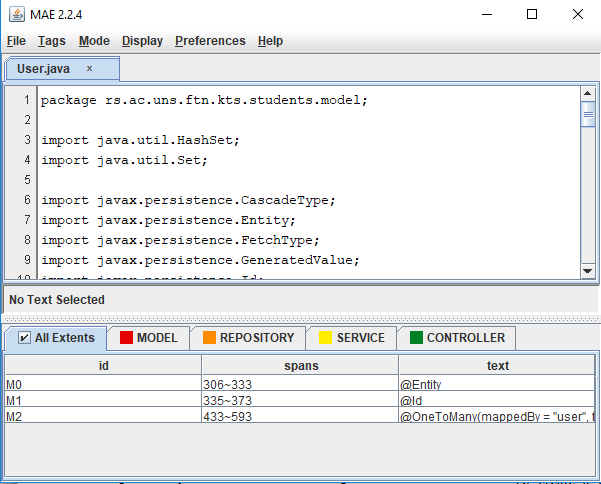 MAE 2.2.4
File Tags Mode Display Preferences Help
User.java x
1 package rs.ac.uns.ftn.kts.students.model;
2
3 import java.util.HashSet;
4 import java.util.Set;
5
6 import javax.persistence.CascadeType;
7 import javax.persistence.Entity;
8 import javax.persistence.FetchType;
9 import javax.persistence.GeneratedValue;
10 import javax.persistence.Id;
No Text Selected
All Extents MODEL REPOSITORY SERVICE CONTROLLER
id spans text
M0 306~333 @Entity
M1 335~373 @Id
M2 433~593 @OneToMany(mappedBy = "user", f